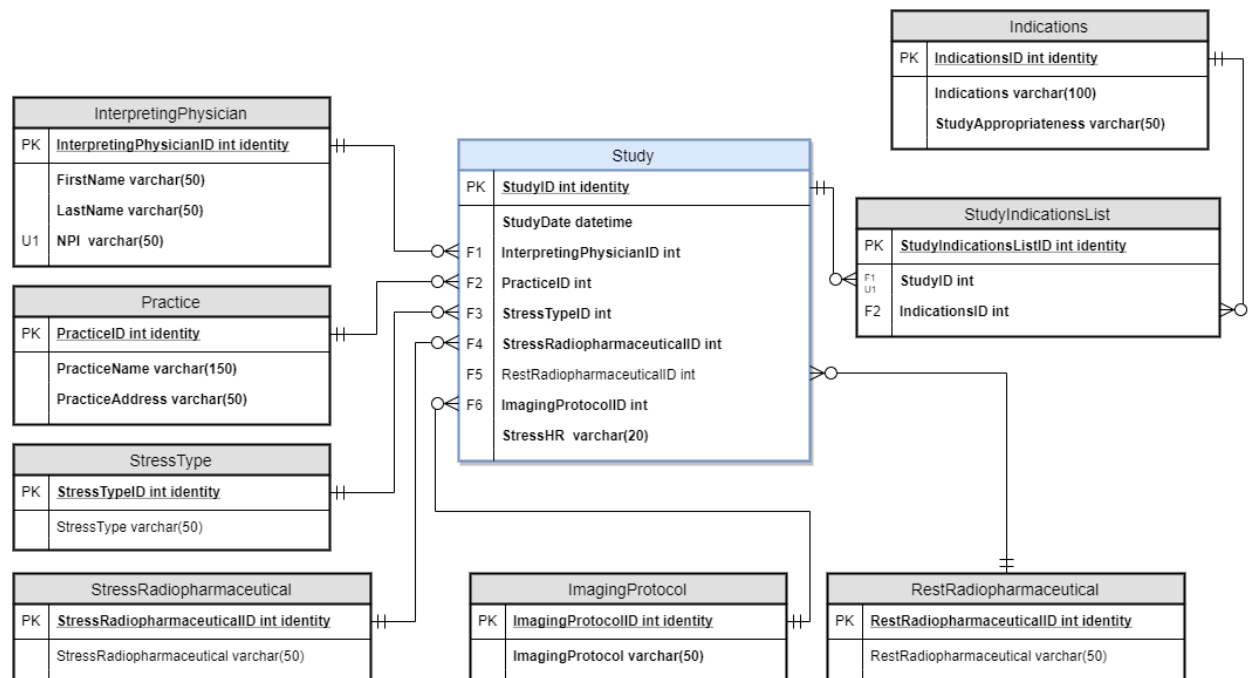 Indications
PK IndicationsID int identity
Indications varchar(100)
StudyAppropriateness varchar(50)
InterpretingPhysician
PK InterpretingPhysicianID int identity
FirstName varchar(50)
LastName varchar(50)
U1 NPI varchar(50)
Study
PK StudyID int identity
StudyDate datetime
F1 InterpretingPhysicianID int
F2 PracticeID int
F3 StressTypeID int
F4 StressRadiopharmaceuticalID int
F5 RestRadiopharmaceuticalID int
F6 ImagingProtocolID int
StressHR varchar(20)
StudyIndicationsList
PK StudyIndicationsListID int identity
F1
U1 StudyID int
F2 IndicationsID int
Practice
PK PracticeID int identity
PracticeName varchar(150)
PracticeAddress varchar(50)
StressType
PK StressTypeID int identity
StressType varchar(50)
StressRadiopharmaceutical
PK StressRadiopharmaceuticalID int identity
StressRadiopharmaceutical varchar(50)
ImagingProtocol
PK ImagingProtocolID int identity
ImagingProtocol varchar(50)
RestRadiopharmaceutical
PK RestRadiopharmaceuticalID int identity
RestRadiopharmaceutical varchar(50)